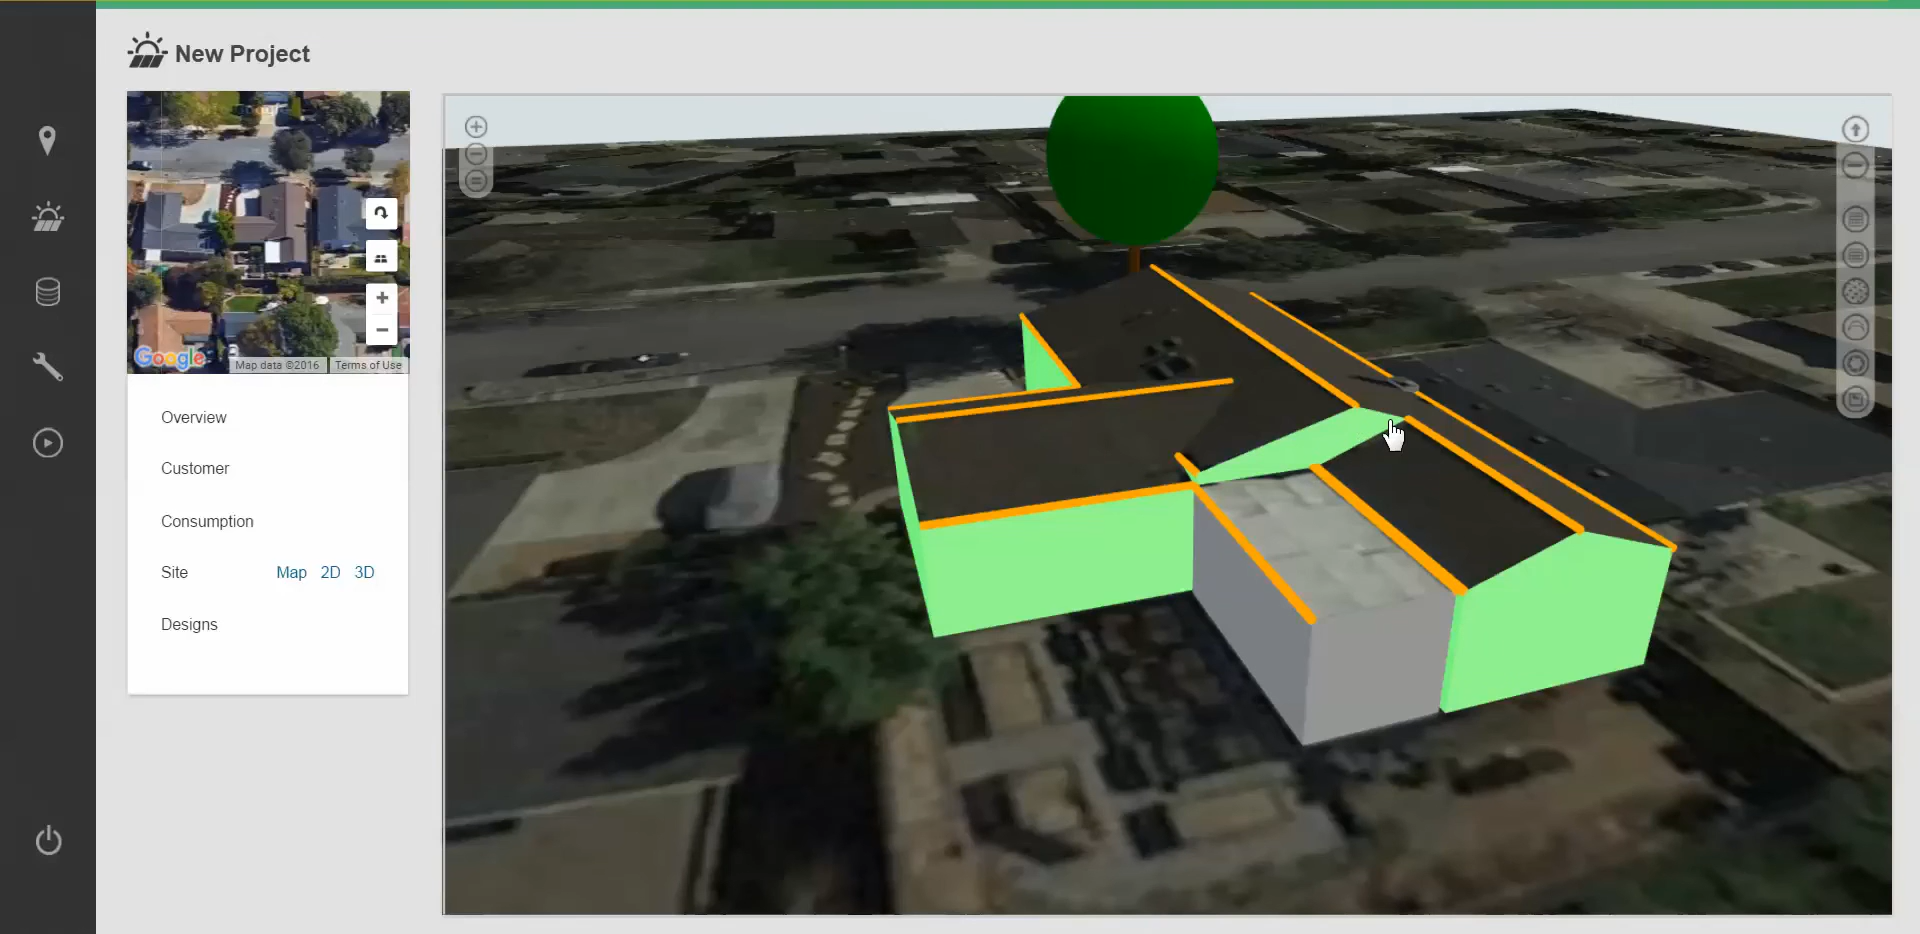 New Project
Google
Map data ©2016
Terms of Use
Overview
Customer
Consumption
Site Map 2D 3D
Designs